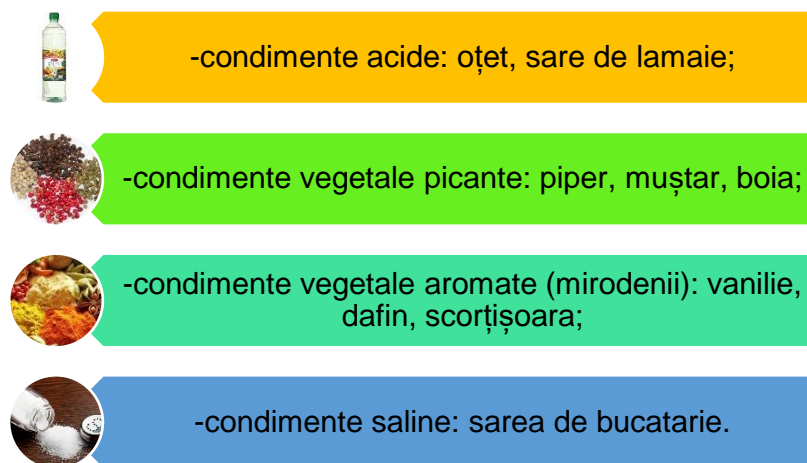 -condimente acide: oțet, sare de lamaie;
-condimente vegetale picante: piper, muștar, boia;
-condimente vegetale aromate (mirodenii): vanilie,
dafin, scorțișoara;
-condimente saline: sarea de bucatarie.